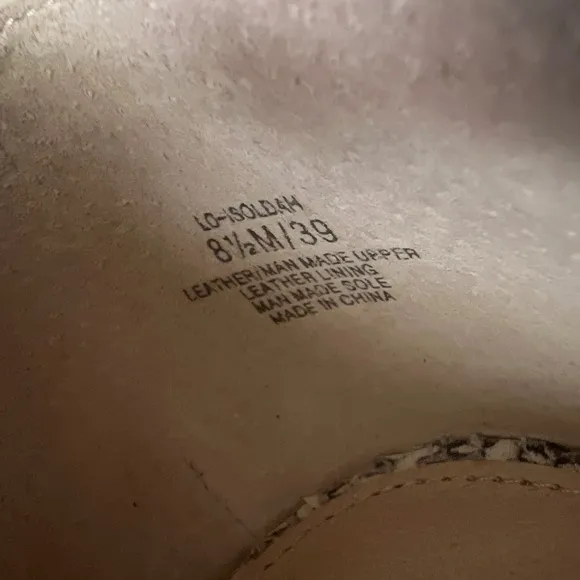 LO-ISOLDAH
8½M/39
LEATHER/MAN MADE UPPER
LEATHER LINING
MAN MADE SOLE
MADE IN CHINA